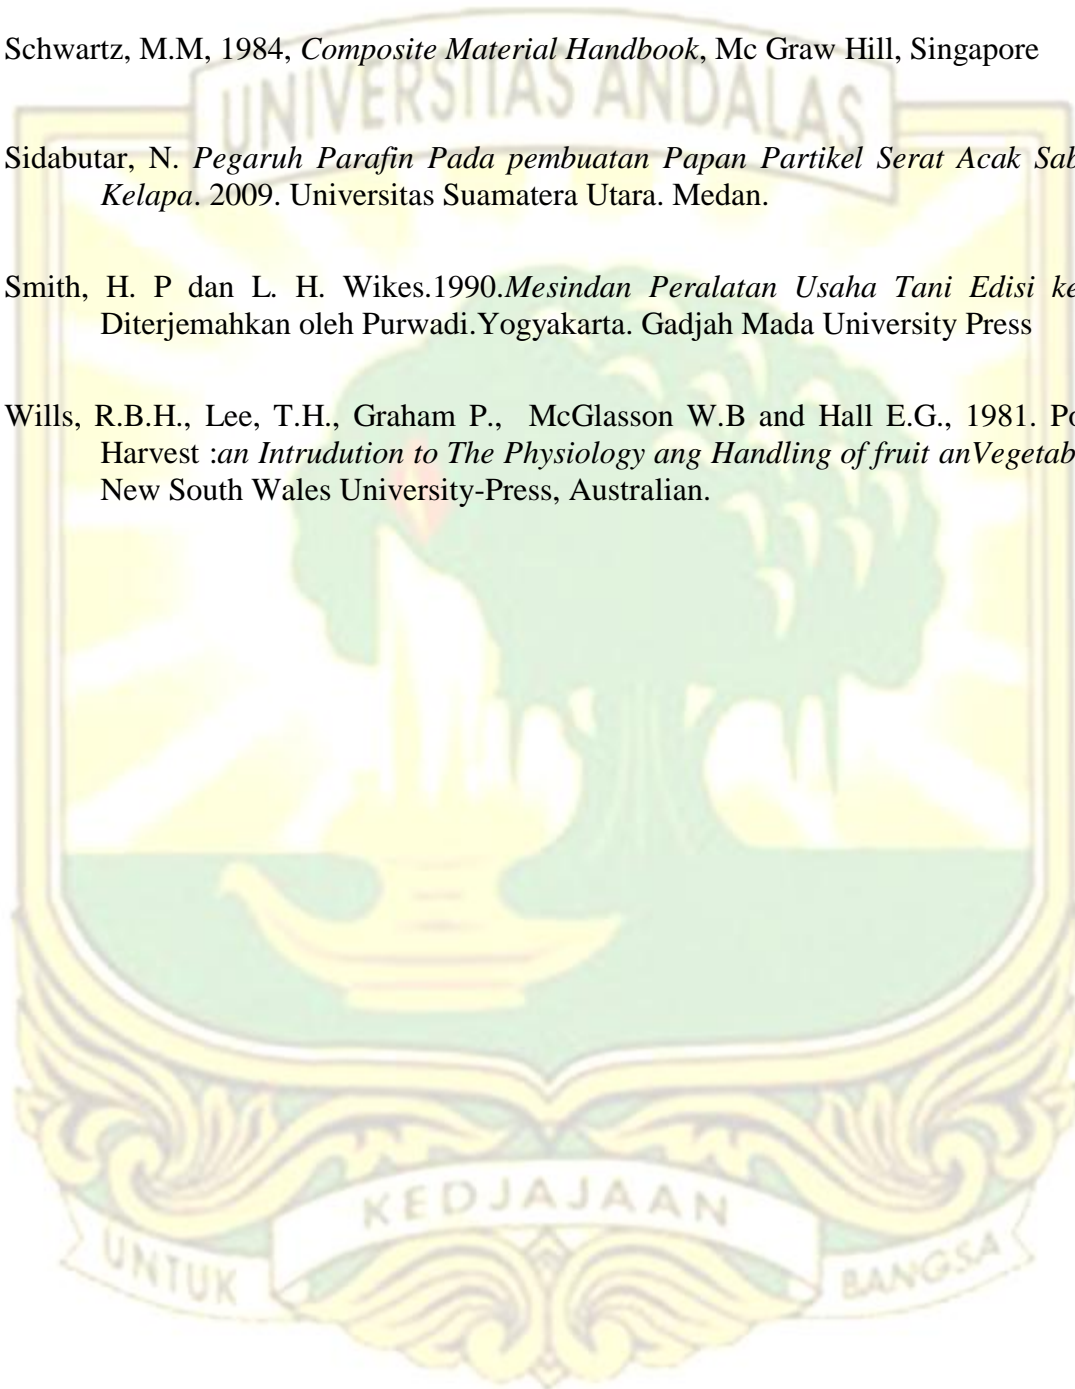 Schwartz, M.M, 1984, Composite Material Handbook, Mc Graw Hill, Singapore
UNIVERSITAS ANDALAS
Sidabutar, N. Pegaruh Parafin Pada pembuatan Papan Partikel Serat Acak Sab
Kelapa. 2009. Universitas Suamatera Utara. Medan.
Smith, H. P dan L. H. Wikes.1990.Mesindan Peralatan Usaha Tani Edisi ke
Diterjemahkan oleh Purwadi.Yogyakarta. Gadjah Mada University Press
Wills, R.B.H., Lee, T.H., Graham P., McGlasson W.B and Hall E.G., 1981. Po
Harvest :an Intrudution to The Physiology ang Handling of fruit anVegetab
New South Wales University-Press, Australian.
UNTUK KEDJAJAAN BANGSA